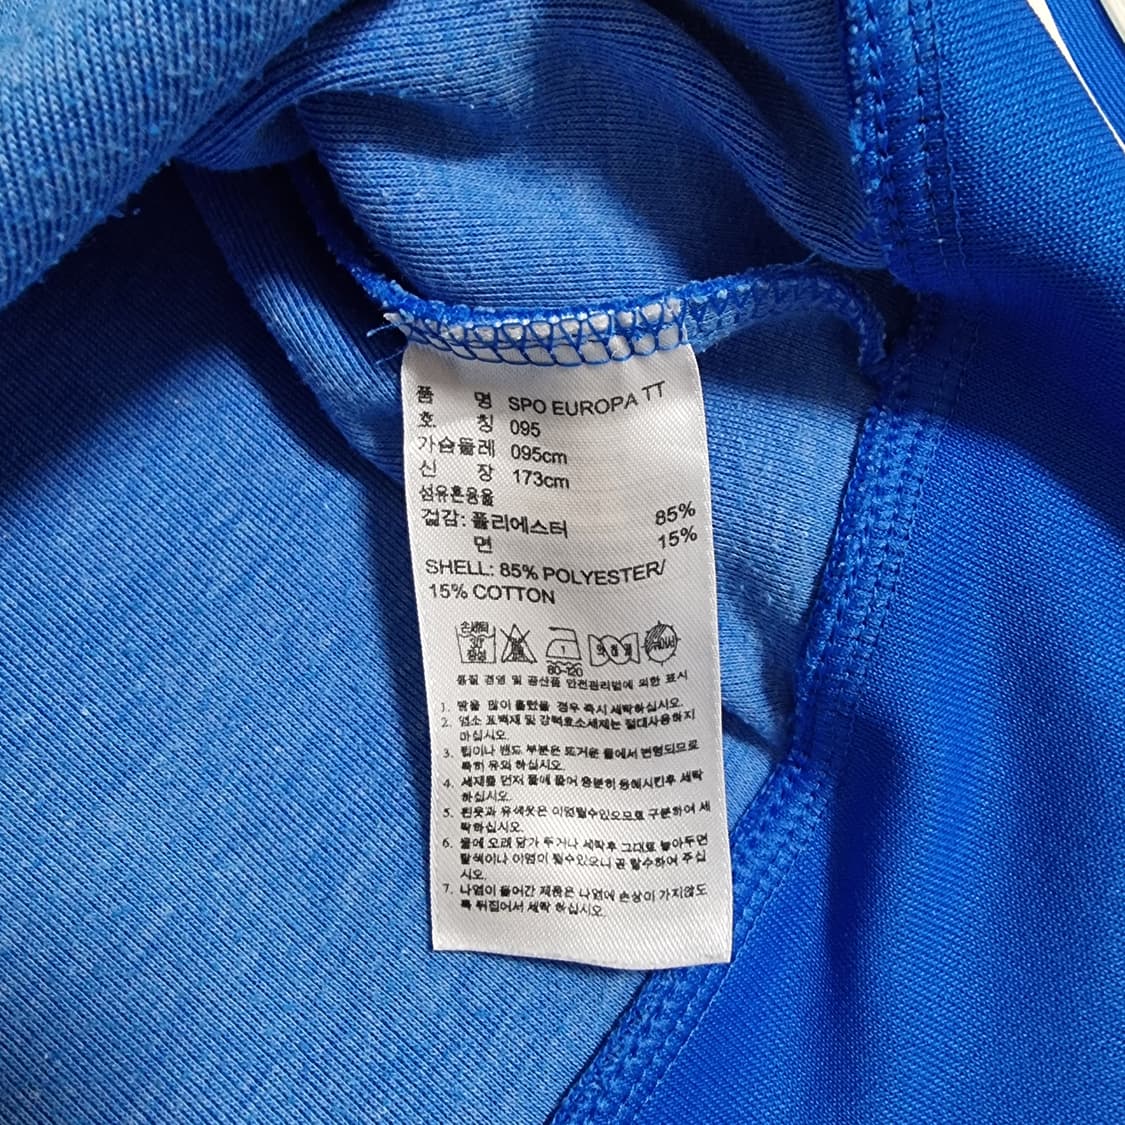 품 명 SPO EUROPA TT
호 칭 095
가슴둘레 095cm
신 장 173cm
섬유혼용율
겉감: 폴리에스터 85%
면 15%
SHELL: 85% POLYESTER/
15% COTTON
손세탁
30°
중성
80~120
품질 경영 및 공산품 안전관리법에 의한 표시
1. 땀을 많이 흘렸을 경우 즉시 세탁하십시오.
2. 염소 표백재 및 강력효소세제는 절대사용하지
마십시오.
3. 립이나 밴드 부분은 뜨거운 물에서 변형되므로
특히 유의 하십시오.
4. 세재를 먼저 물에 풀어 충분히 용해시킨후 세탁
하십시오.
5. 흰옷과 유색옷은 이염될수있으므로 구분하여 세
탁하십시오.
6. 물에 오래 담가 두거나 세탁후 그대로 놓아두면
탈색이나 이염이 될수있으니 곧 탈수하여 주십
시오.
7. 나염이 들어간 제품은 나염에 손상이 가지않도
록 뒤집어서 세탁 하십시오.